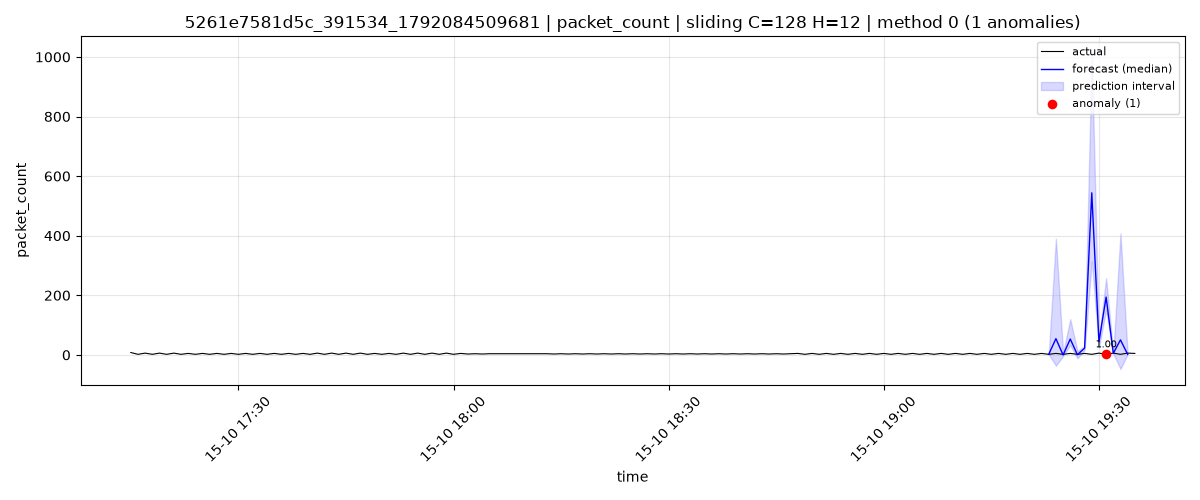 5261e7581d5c_391534_1792084509681 | packet_count | sliding C=128 H=12 | method 0 (1 anomalies)
actual
forecast (median)
prediction interval
anomaly (1)
packet_count
1000
800
600
400
200
0
1.00
15-10 17:30
15-10 18:00
15-10 18:30
15-10 19:00
15-10 19:30
time